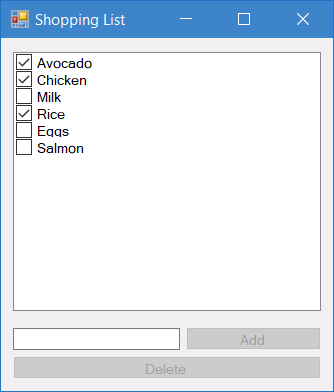 Shopping List
Avocado
Chicken
Milk
Rice
Eggs
Salmon
Add
Delete